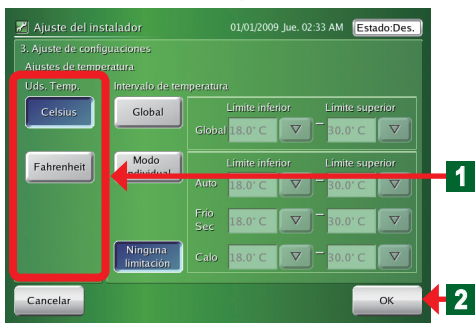 Ajuste del instalador 01/01/2009 Jue. 02:33 AM Estado:Des.
3. Ajuste de configuaciones
Ajustes de temperatura
Uds. Temp. Intervalo de temperatura
Celsius Global Límite inferior Límite superior
Global 18.0° C – 30.0° C
Fahrenheit Modo individual Límite inferior Límite superior
1
Auto 18.0° C – 30.0° C
Frio Sec 18.0° C – 30.0° C
Ninguna limitación Calo 18.0° C – 30.0° C
Cancelar OK 2